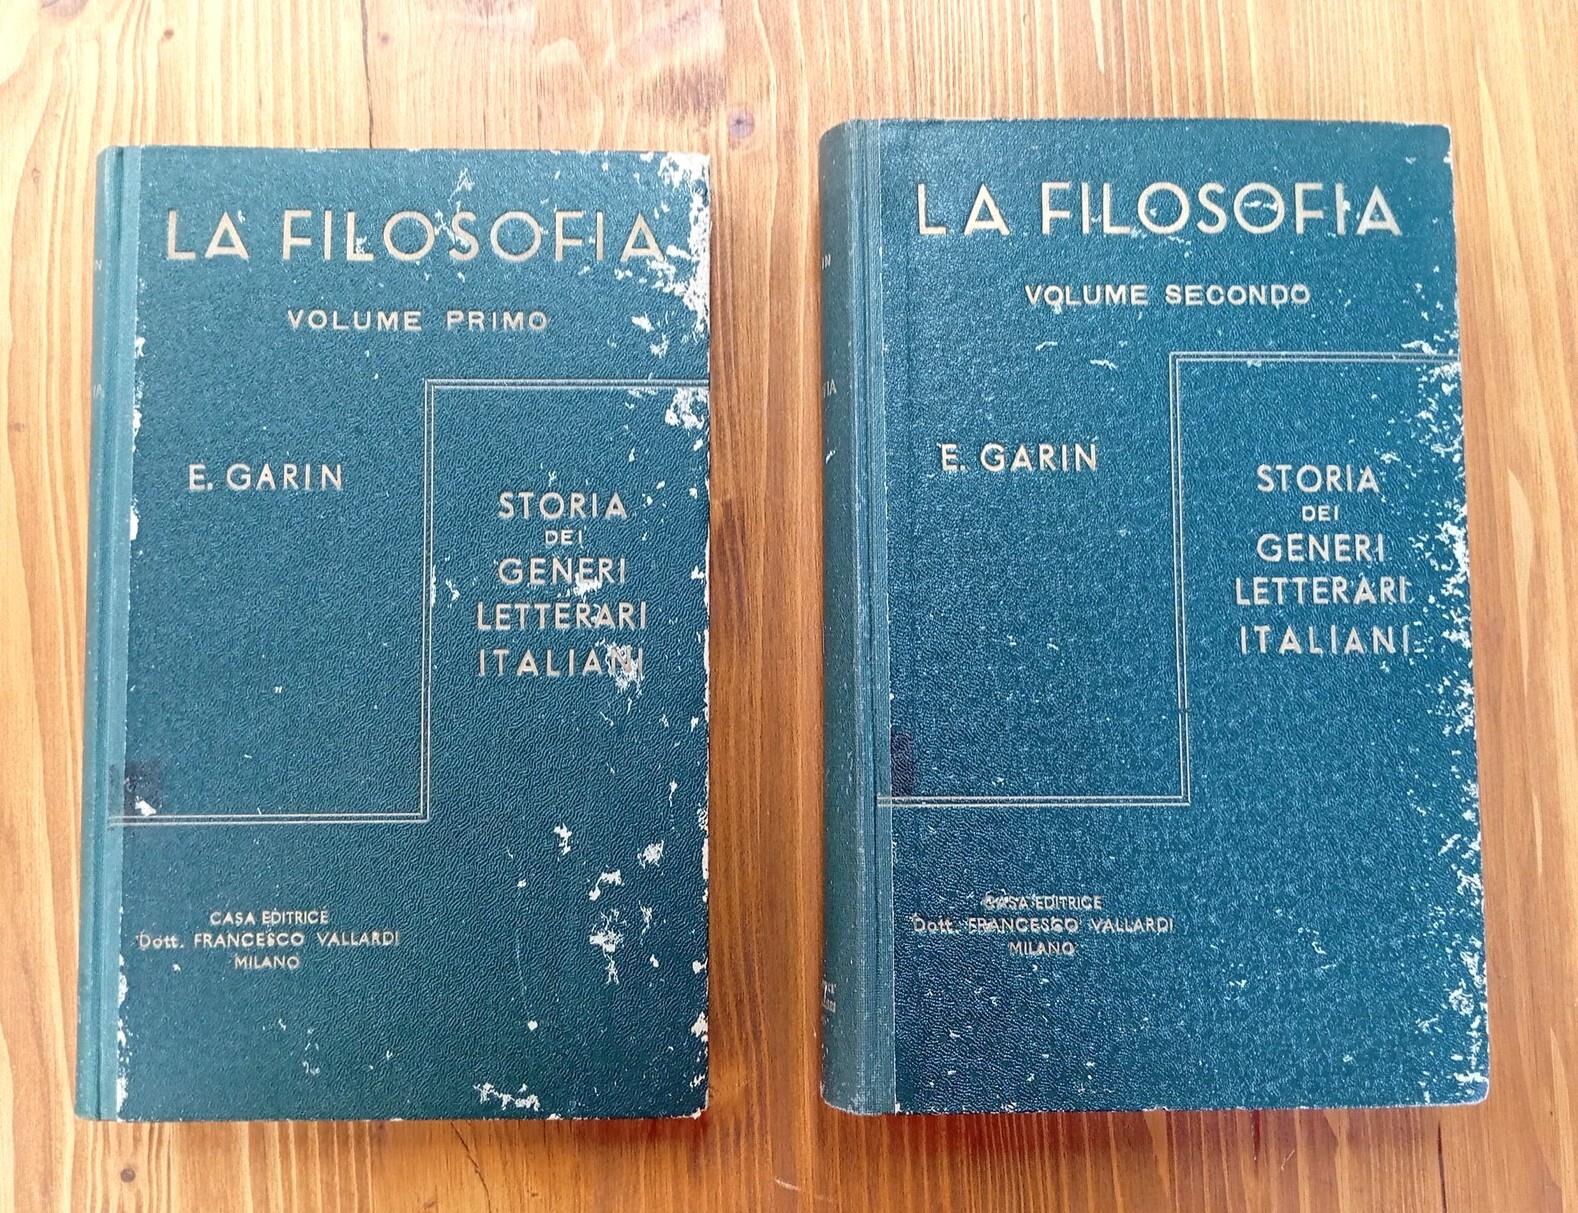 LA FILOSOFIA
VOLUME PRIMO
E. GARIN
STORIA
DEI
GENERI
LETTERARI
ITALIANI
CASA EDITRICE
Dott. FRANCESCO VALLARDI
MILANO
LA FILOSOFIA
VOLUME SECONDO
E. GARIN
STORIA
DEI
GENERI
LETTERARI
ITALIANI
CASA EDITRICE
Dott. FRANCESCO VALLARDI
MILANO